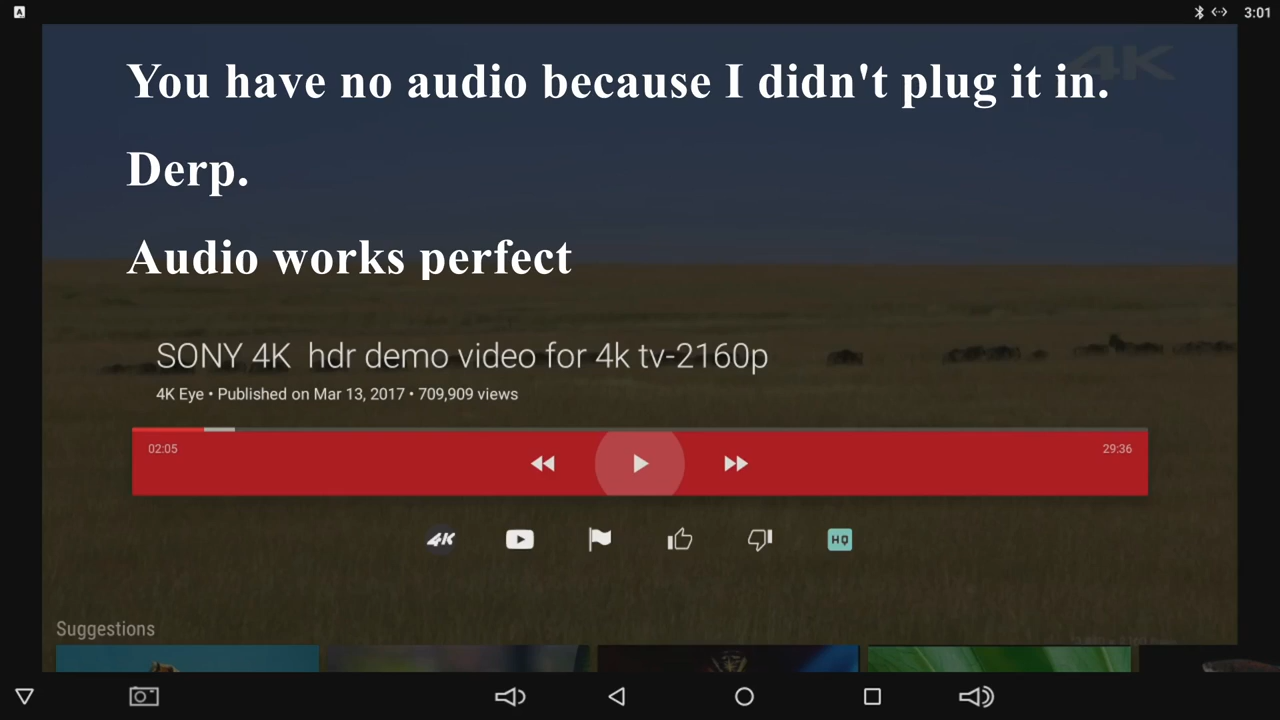 3:01
4K
You have no audio because I didn't plug it in.
Derp.
Audio works perfect
SONY 4K hdr demo video for 4k tv-2160p
4K Eye • Published on Mar 13, 2017 • 709,909 views
02:05
29:36
4K
HQ
Suggestions